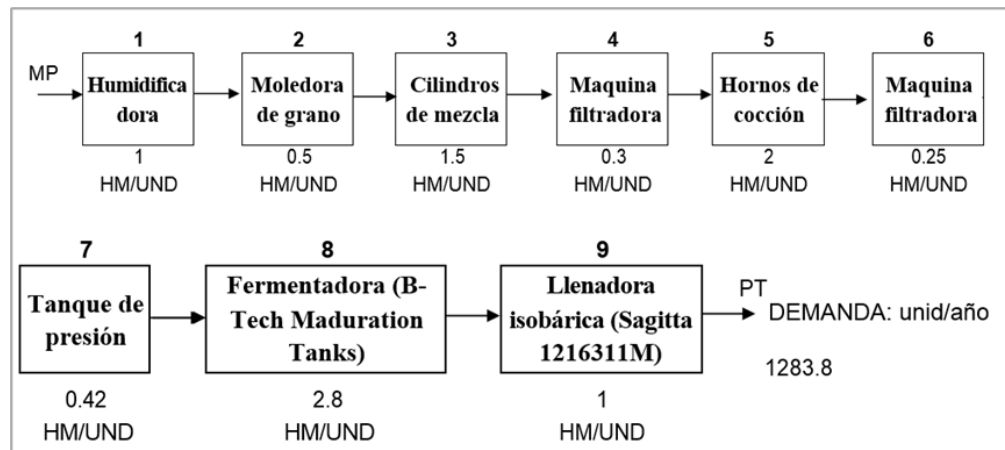 1
2
3
4
5
6
MP
Humidifica
dora
Moledora
de grano
Cilindros
de mezcla
Maquina
filtradora
Hornos de
cocción
Maquina
filtradora
1
HM/UND
0.5
HM/UND
1.5
HM/UND
0.3
HM/UND
2
HM/UND
0.25
HM/UND
7
8
9
Tanque de
presión
Fermentadora (B-
Tech Maduration
Tanks)
Llenadora
isobárica (Sagitta
1216311M)
PT
DEMANDA: unid/año
1283.8
0.42
HM/UND
2.8
HM/UND
1
HM/UND